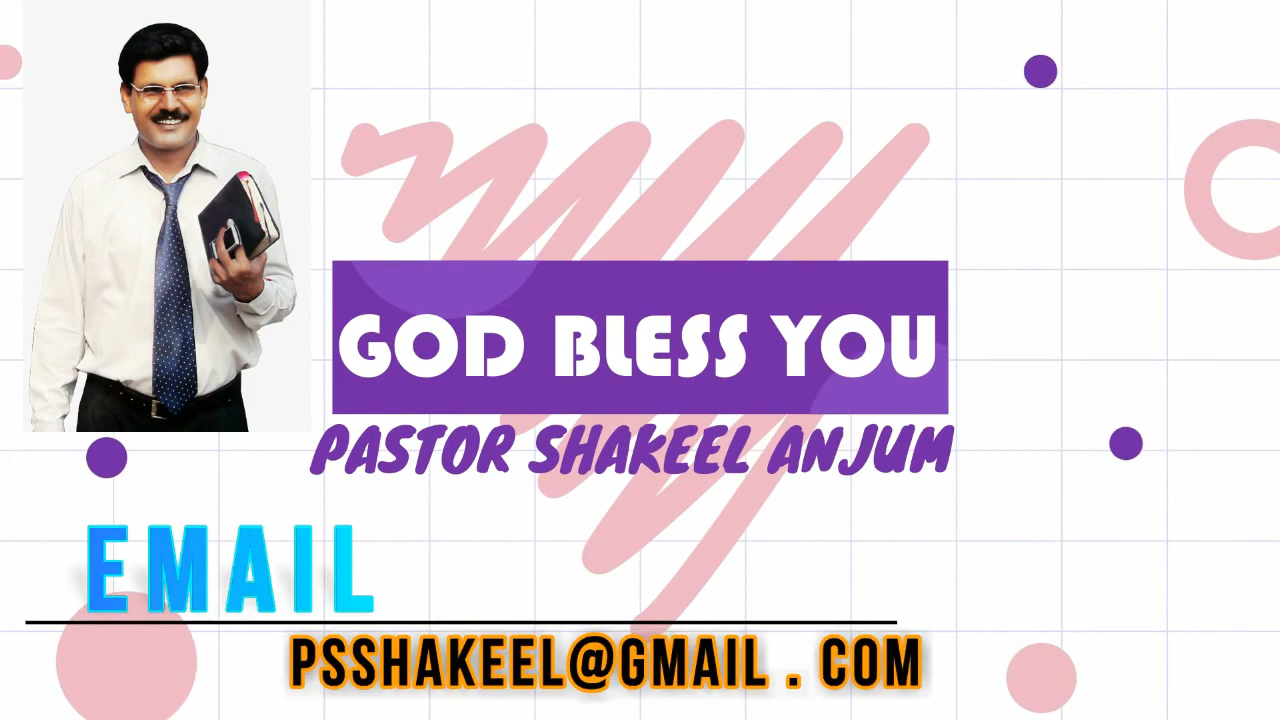 GOD BLESS YOU
PASTOR SHAKEEL ANJUM
EMAIL
PSSHAKEEL@GMAIL . COM